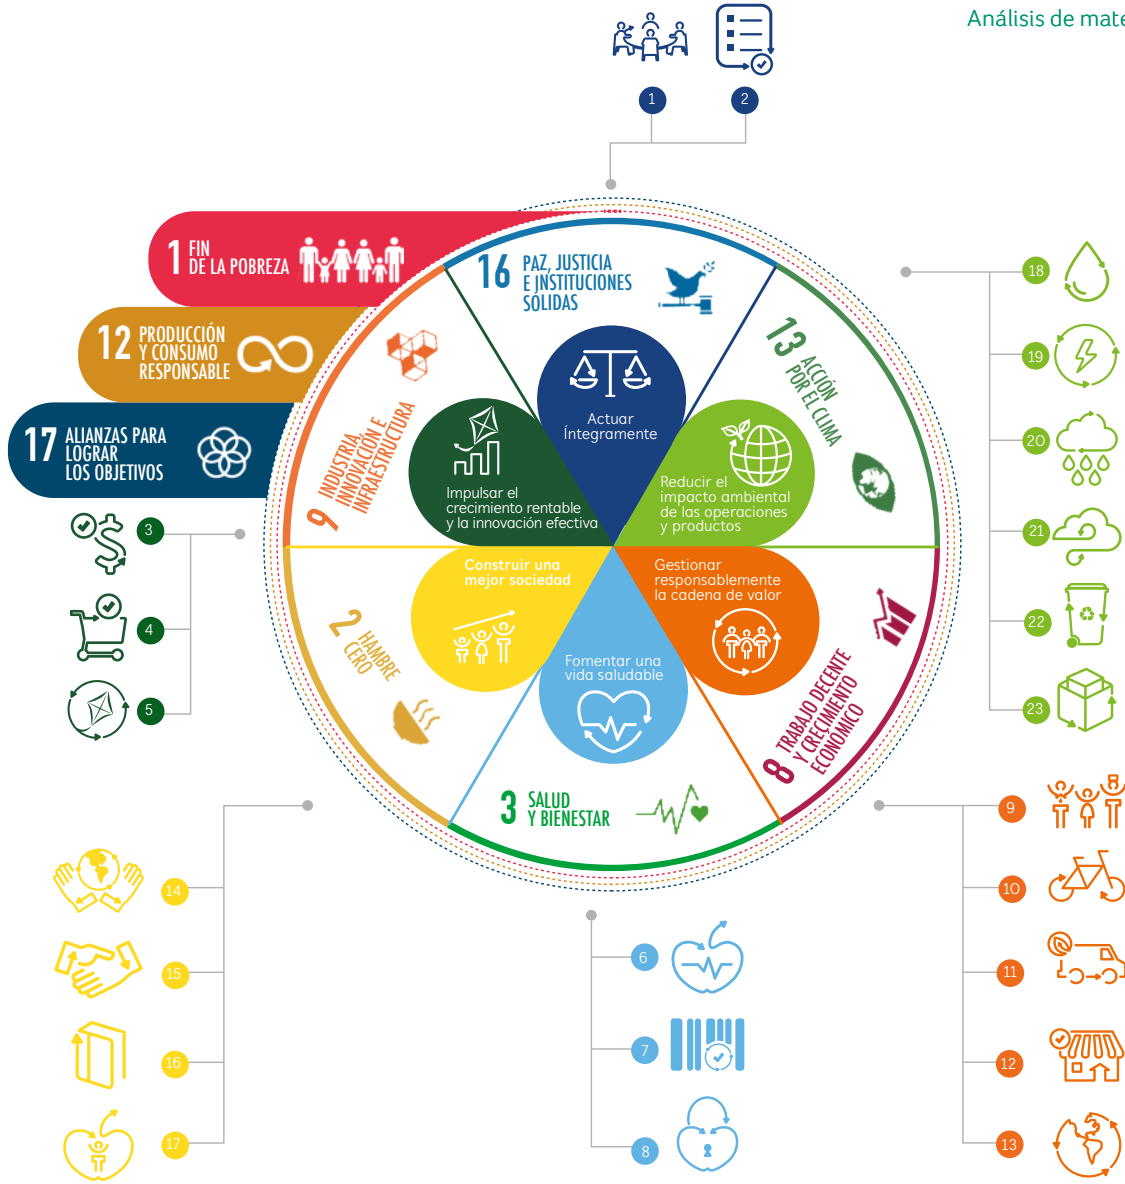 Análisis de mate
1
2
1 FIN
DE LA POBREZA
12 PRODUCCIÓN
Y CONSUMO
RESPONSABLE
17 ALIANZAS PARA
LOGRAR
LOS OBJETIVOS
16 PAZ, JUSTICIA
E INSTITUCIONES
SÓLIDAS
13 ACCIÓN
POR EL CLIMA
9 INDUSTRIA,
INNOVACIÓN E
INFRAESTRUCTURA
Actuar
Íntegramente
Impulsar el
crecimiento rentable
y la innovación efectiva
Reducir el
impacto ambiental
de las operaciones
y productos
Construir una
mejor sociedad
Gestionar
responsablemente
la cadena de valor
Fomentar una
vida saludable
2 HAMBRE
CERO
8 TRABAJO DECENTE
Y CRECIMIENTO
ECONÓMICO
3 SALUD
Y BIENESTAR
3
4
5
18
19
20
21
22
23
14
15
16
17
6
7
8
9
10
11
12
13